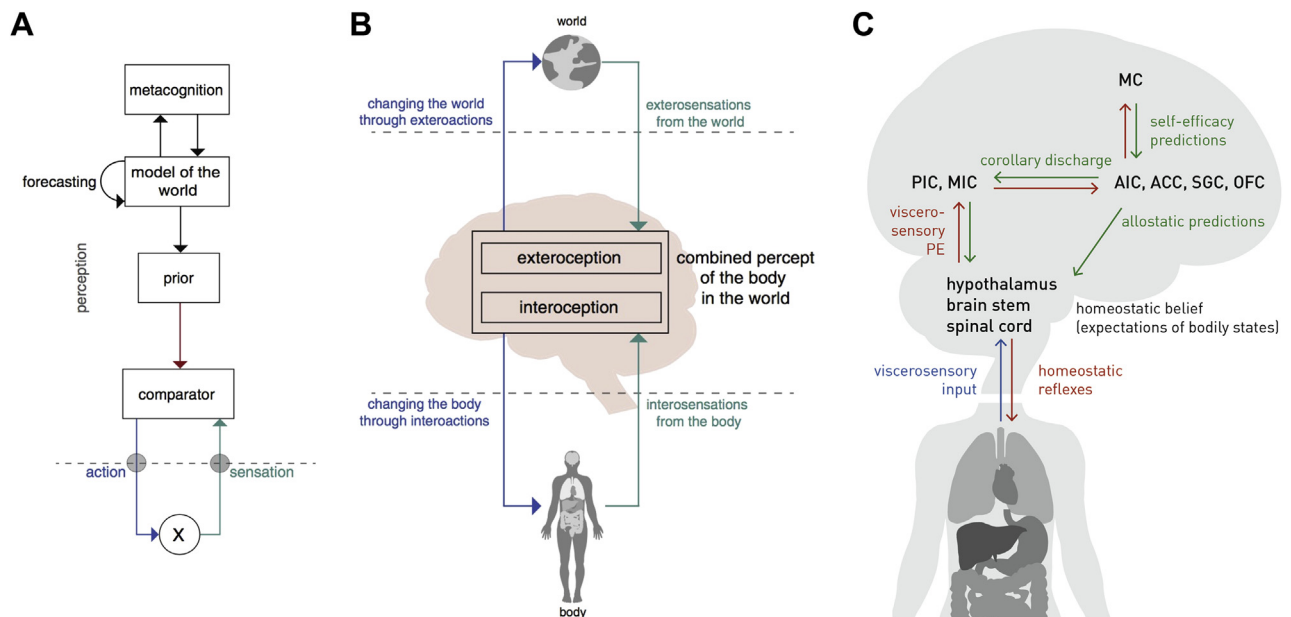 A
metacognition
forecasting
model of the
world
perception
prior
comparator
action
sensation
X
B
world
changing the world
through exteroactions
exterosensations
from the world
exteroception
interoception
combined percept
of the body
in the world
changing the body
through interoactions
interosensations
from the body
body
C
MC
self-efficacy
predictions
corollary discharge
PIC, MIC
AIC, ACC, SGC, OFC
viscero-
sensory
PE
allostatic predictions
hypothalamus
brain stem
spinal cord
homeostatic belief
(expectations of bodily states)
viscerosensory
input
homeostatic
reflexes